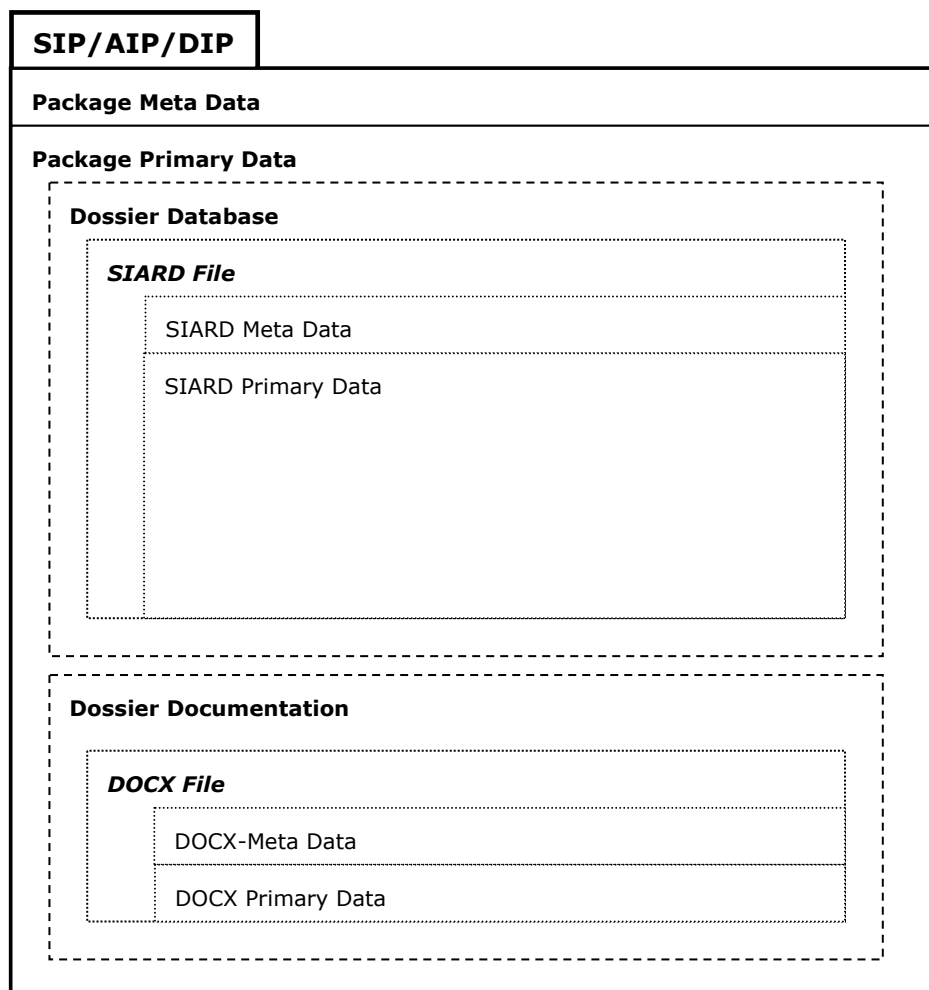 SIP/AIP/DIP
Package Meta Data
Package Primary Data
Dossier Database
SIARD File
SIARD Meta Data
SIARD Primary Data
Dossier Documentation
DOCX File
DOCX-Meta Data
DOCX Primary Data